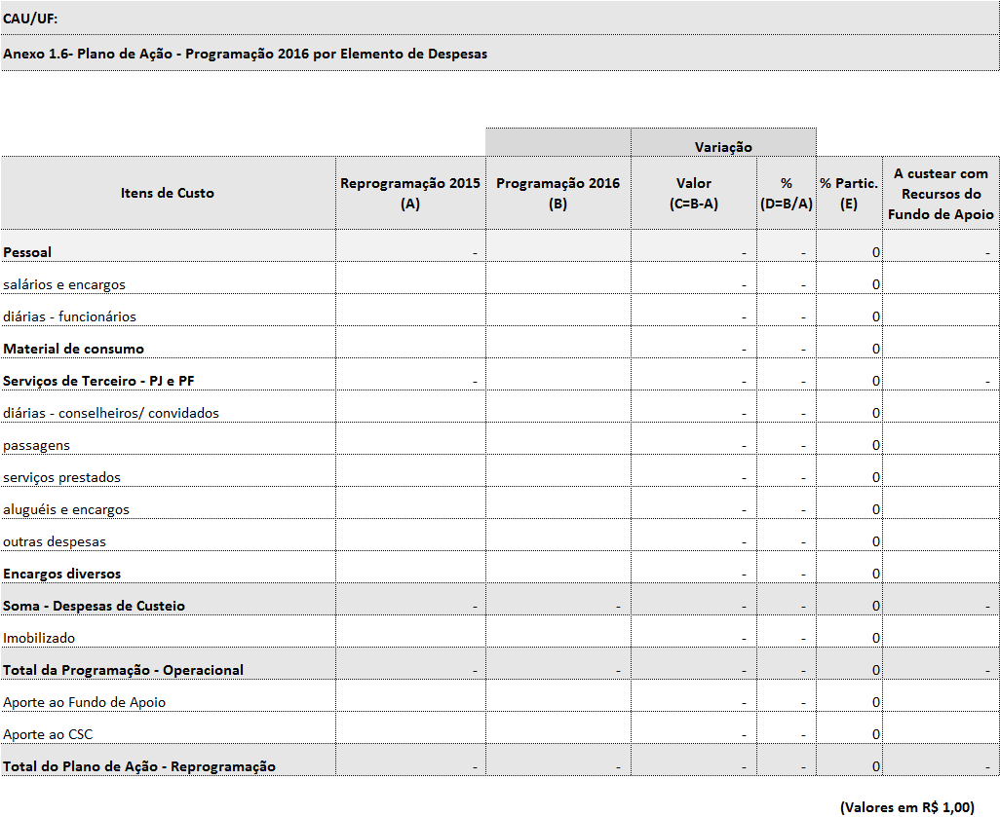 CAU/UF:
Anexo 1.6- Plano de Ação - Programação 2016 por Elemento de Despesas
Variação
Itens de Custo Reprogramação 2015 (A) Programação 2016 (B) Valor (C=B-A) % (D=B/A) % Partic. (E) A custear com Recursos do Fundo de Apoio
Pessoal - - - 0 -
salários e encargos - - 0
diárias - funcionários - - 0
Material de consumo - - 0
Serviços de Terceiro - PJ e PF - - - 0 -
diárias - conselheiros/ convidados - - 0
passagens - - 0
serviços prestados - - 0
aluguéis e encargos - - 0
outras despesas - - 0
Encargos diversos - - 0
Soma - Despesas de Custeio - - - - 0 -
Imobilizado - - 0
Total da Programação - Operacional - - - - 0 -
Aporte ao Fundo de Apoio - - 0
Aporte ao CSC - - 0
Total do Plano de Ação - Reprogramação - - - - 0 -
(Valores em R$ 1,00)